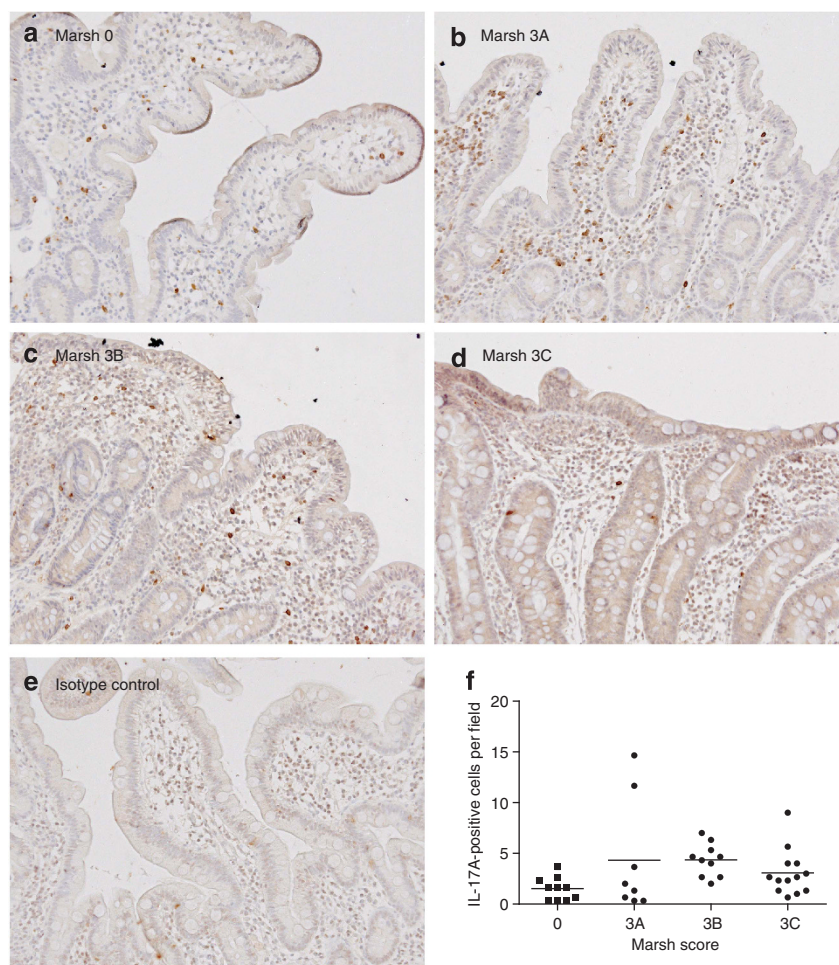 a Marsh 0
b Marsh 3A
c Marsh 3B
d Marsh 3C
e Isotype control
f
IL-17A-positive cells per field
20
15
10
5
0
0 3A 3B 3C
Marsh score